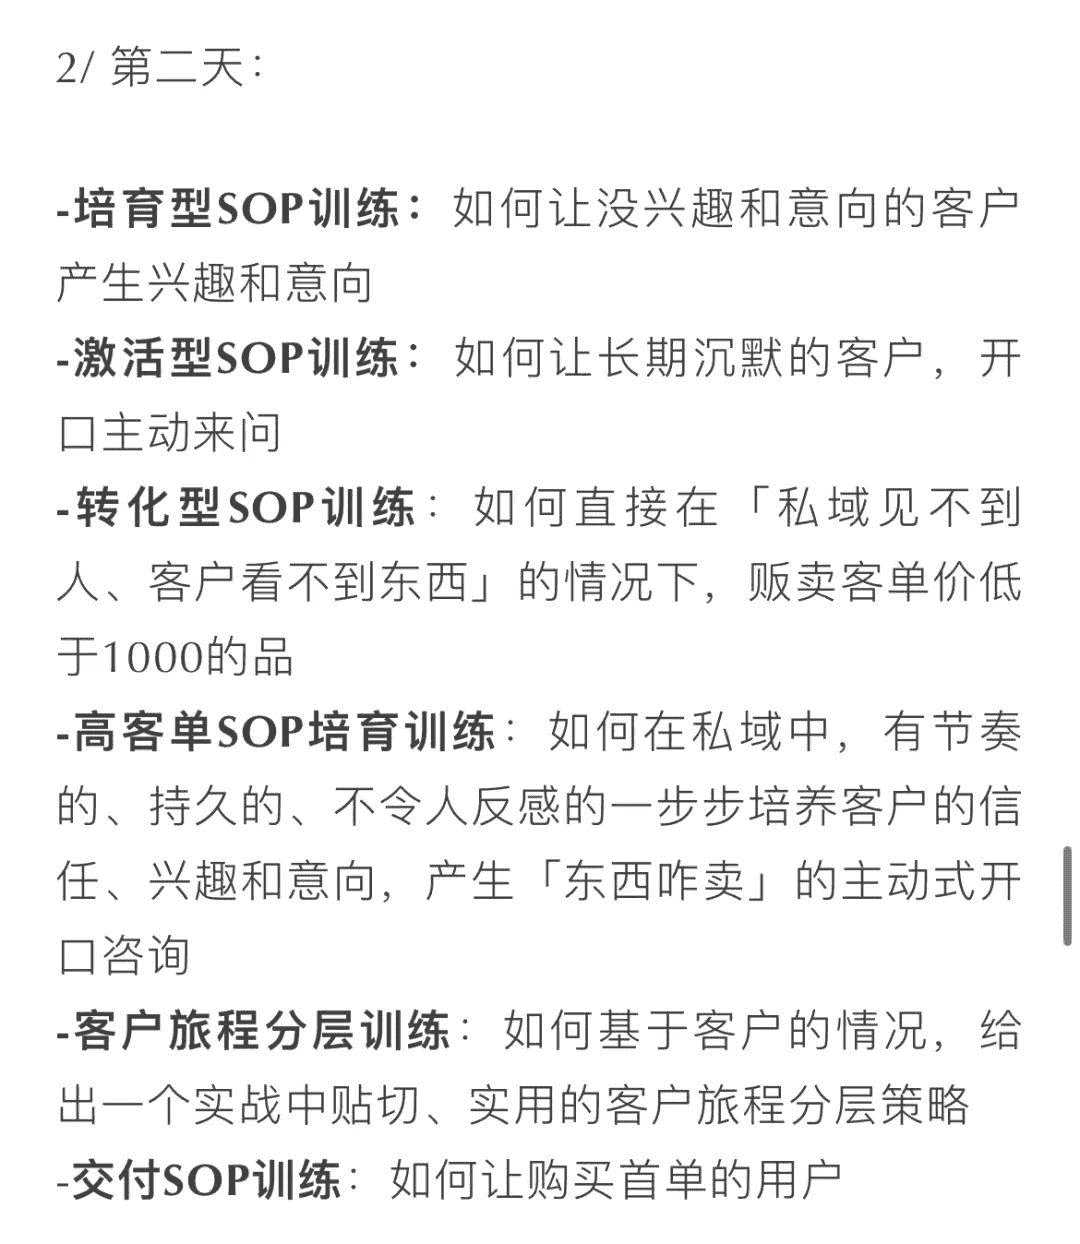 2/ 第二天：
-培育型SOP训练：如何让没兴趣和意向的客户
产生兴趣和意向
-激活型SOP训练：如何让长期沉默的客户，开
口主动来问
-转化型SOP训练：如何直接在「私域见不到
人、客户看不到东西」的情况下，贩卖客单价低
于1000的品
-高客单SOP培育训练：如何在私域中，有节奏
的、持久的、不令人反感的一步步培养客户的信
任、兴趣和意向，产生「东西咋卖」的主动式开
口咨询
-客户旅程分层训练：如何基于客户的情况，给
出一个实战中贴切、实用的客户旅程分层策略
-交付SOP训练：如何让购买首单的用户